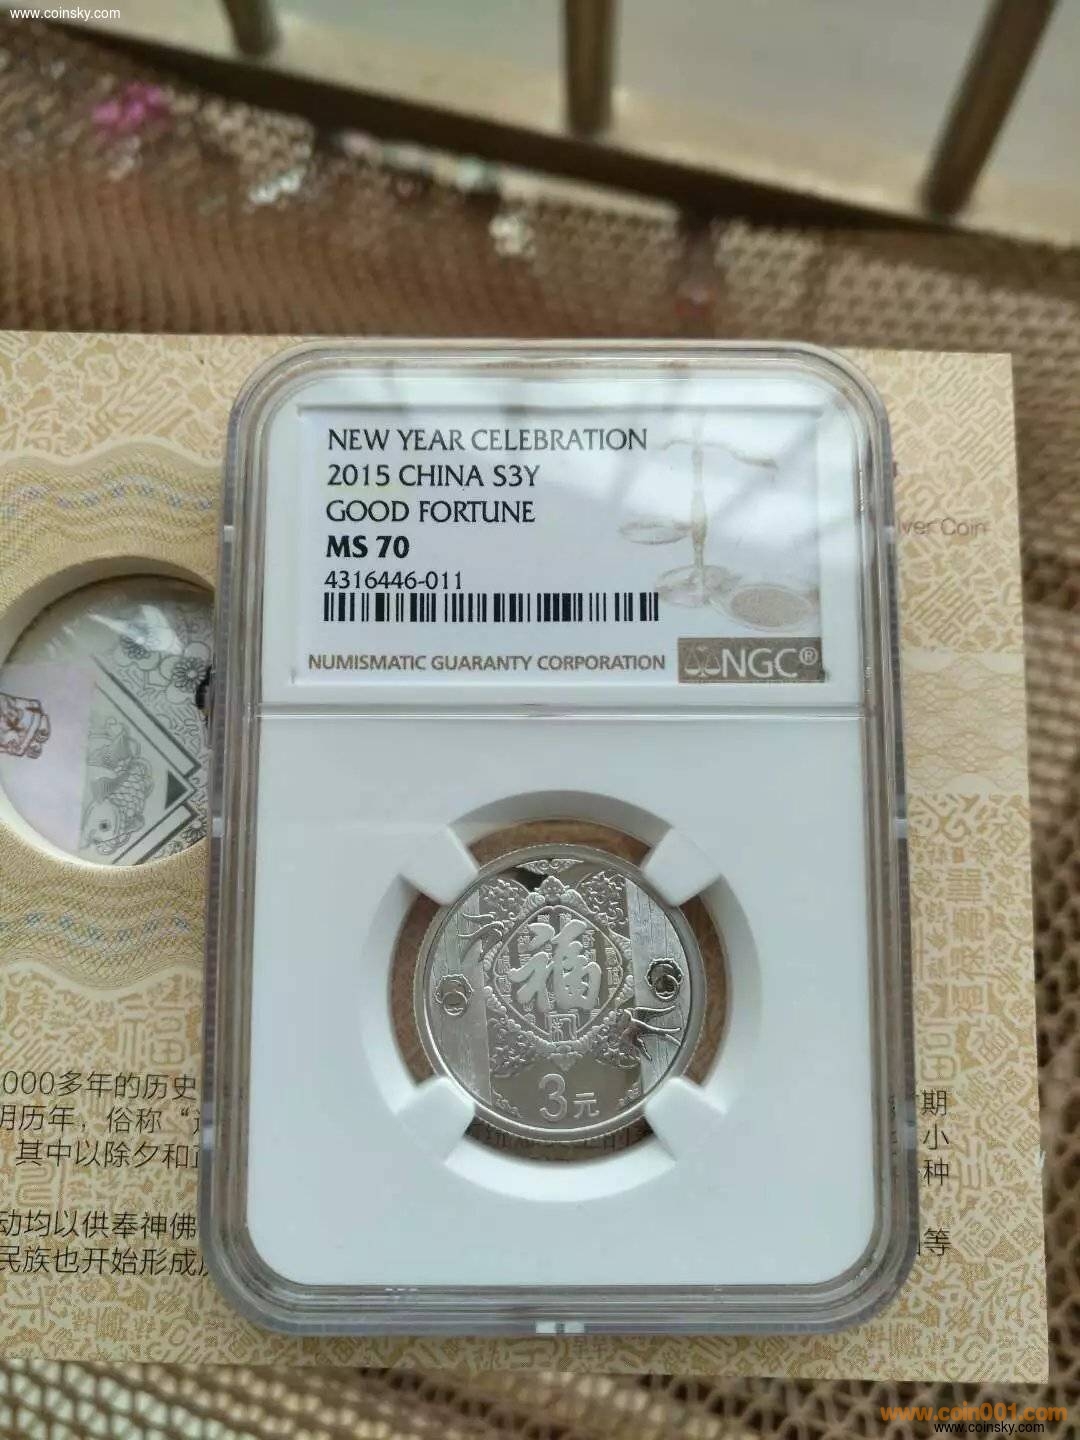 www.coinsky.com
NEW YEAR CELEBRATION
2015 CHINA S3Y
GOOD FORTUNE
MS 70
4316446-011
NUMISMATIC GUARANTY CORPORATION
NGC®
Coin
福
3元
000多年的历史
历年，俗称“
期
其中以除夕和
小
种
动均以供奉神佛
等
民族也开始形成
www.coin001.com
www.coinsky.com